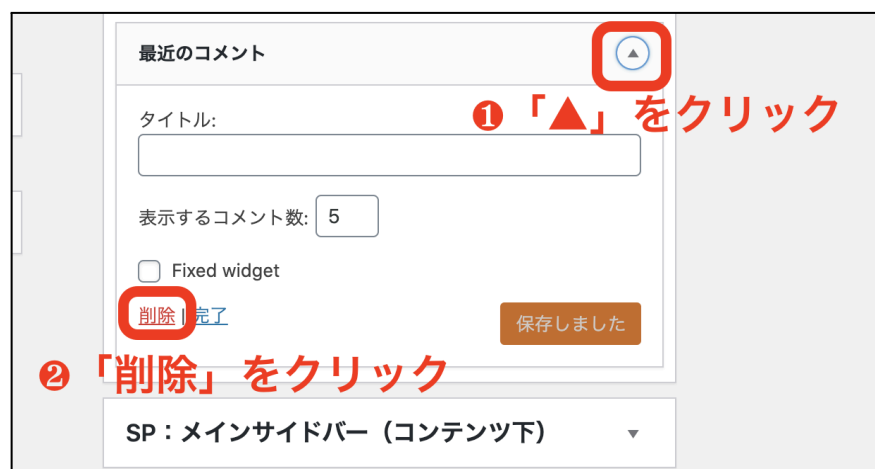 最近のコメント
▲
❶「▲」をクリック
タイトル:
表示するコメント数: 5
Fixed widget
削除 | 完了
保存しました
❷「削除」をクリック
SP：メインサイドバー（コンテンツ下） ▼